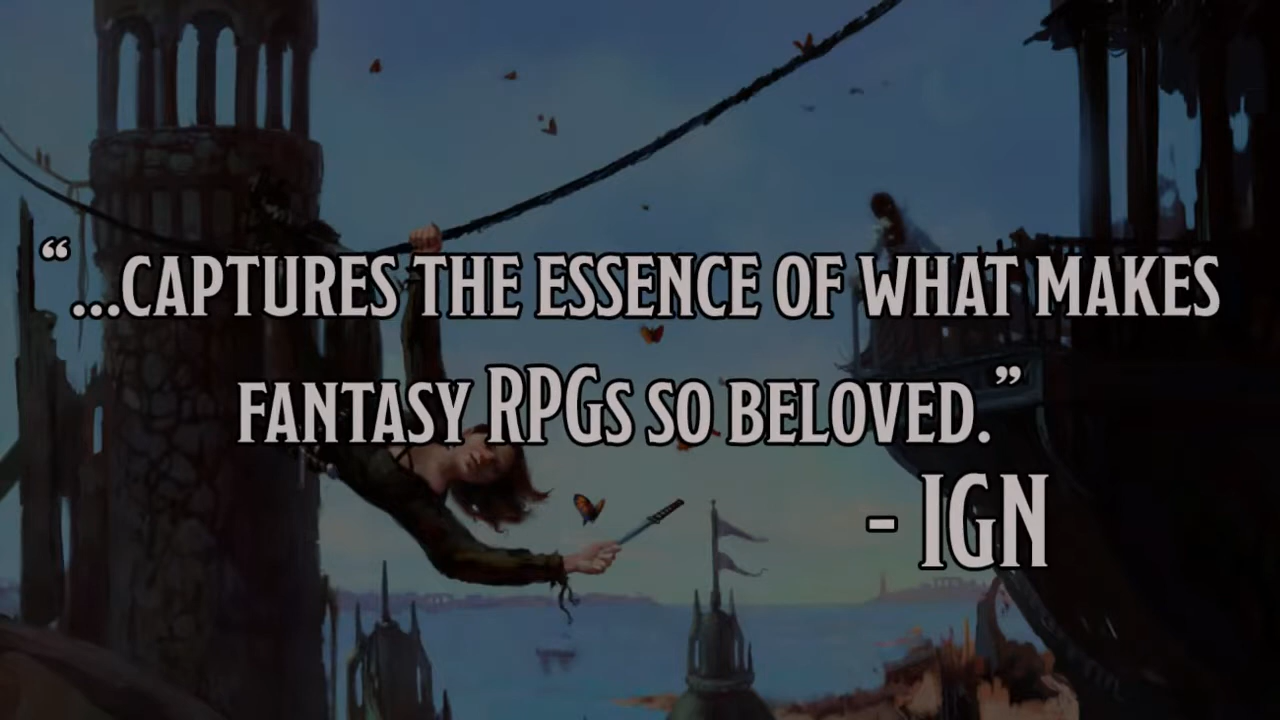 “...CAPTURES THE ESSENCE OF WHAT MAKES
FANTASY RPGS SO BELOVED.”
- IGN